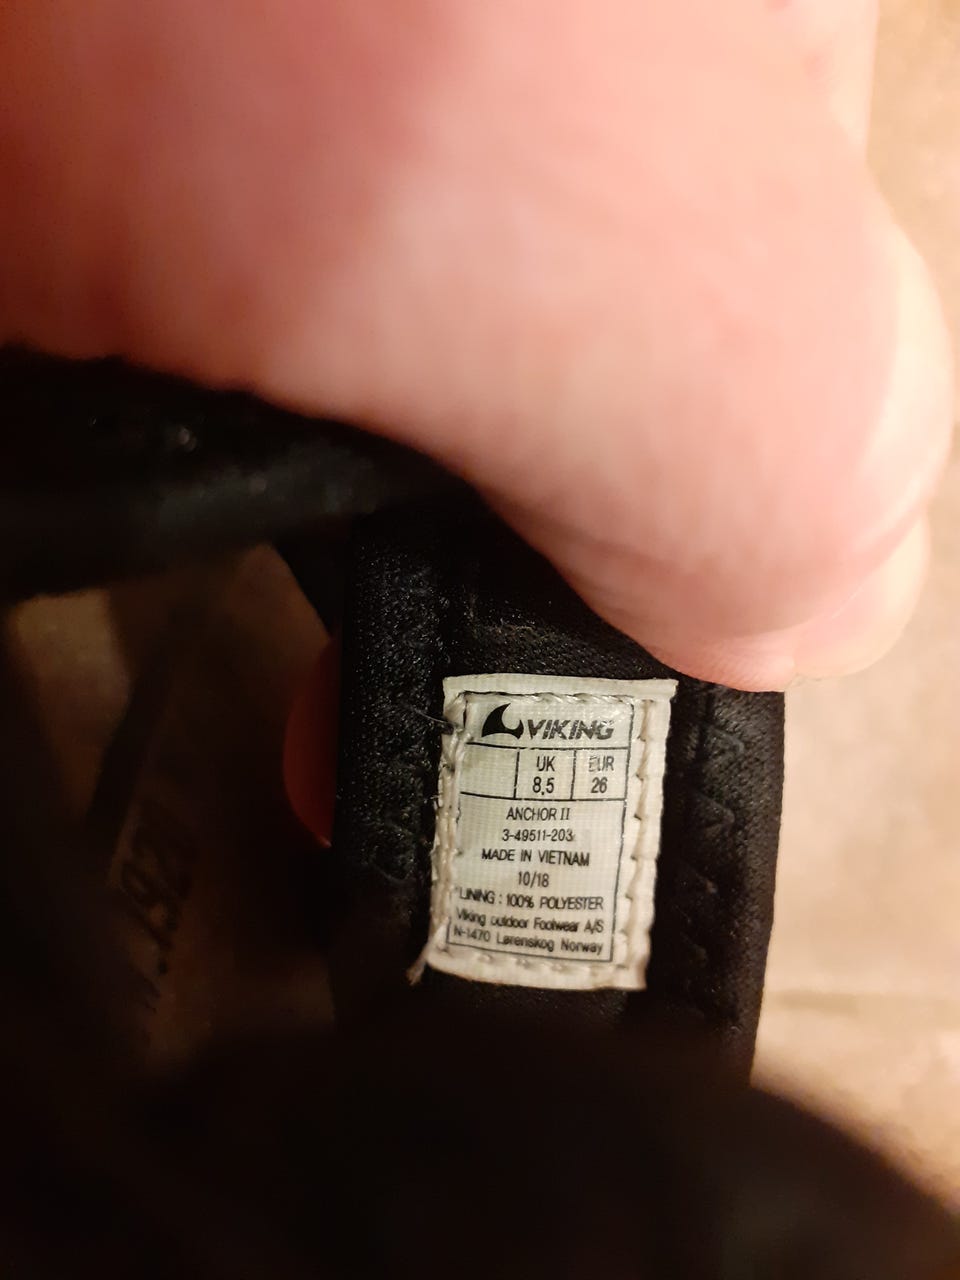 VIKING
UK EUR
8,5 26
ANCHOR II
3-49511-203
MADE IN VIETNAM
10/18
LINING : 100% POLYESTER
Viking outdoor Footwear A/S
N-1470 Lørenskog Norway